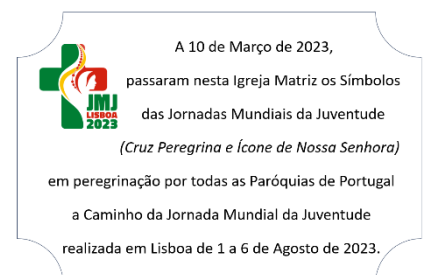 A 10 de Março de 2023,
passaram nesta Igreja Matriz os Símbolos
das Jornadas Mundiais da Juventude
(Cruz Peregrina e Ícone de Nossa Senhora)
em peregrinação por todas as Paróquias de Portugal
a Caminho da Jornada Mundial da Juventude
realizada em Lisboa de 1 a 6 de Agosto de 2023.
JMJ
LISBOA
2023